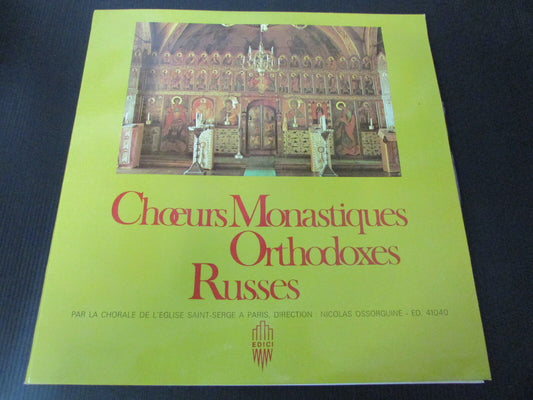 Chœurs Monastiques
Orthodoxes
Russes
PAR LA CHORALE DE L'EGLISE SAINT-SERGE A PARIS, DIRECTION : NICOLAS OSSORGUINE - ED. 41040
EDICI